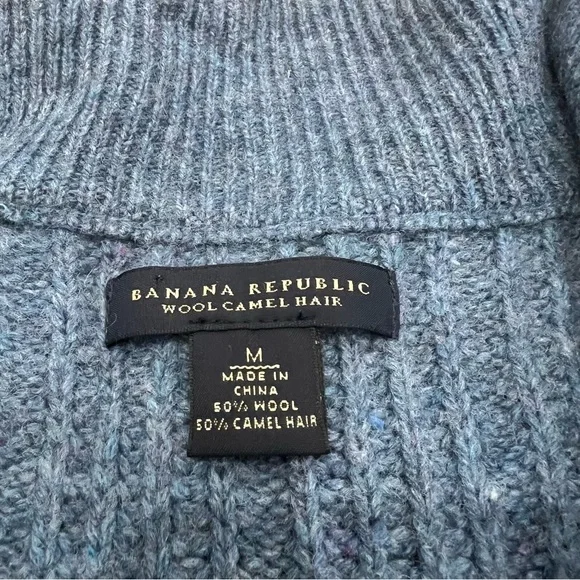 BANANA REPUBLIC
WOOL CAMEL HAIR
M
MADE IN
CHINA
50% WOOL
50% CAMEL HAIR